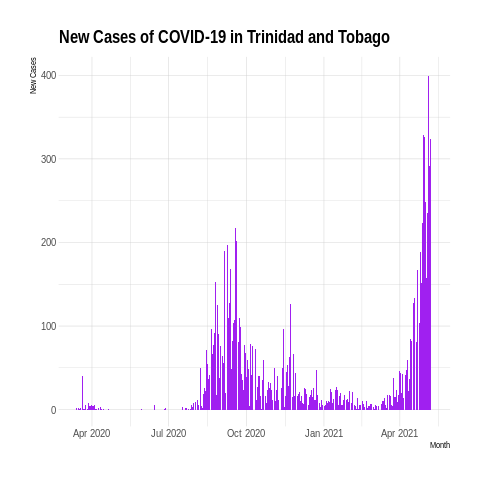 New Cases of COVID-19 in Trinidad and Tobago
New Cases
400
300
200
100
0
Apr 2020 Jul 2020 Oct 2020 Jan 2021 Apr 2021
Month